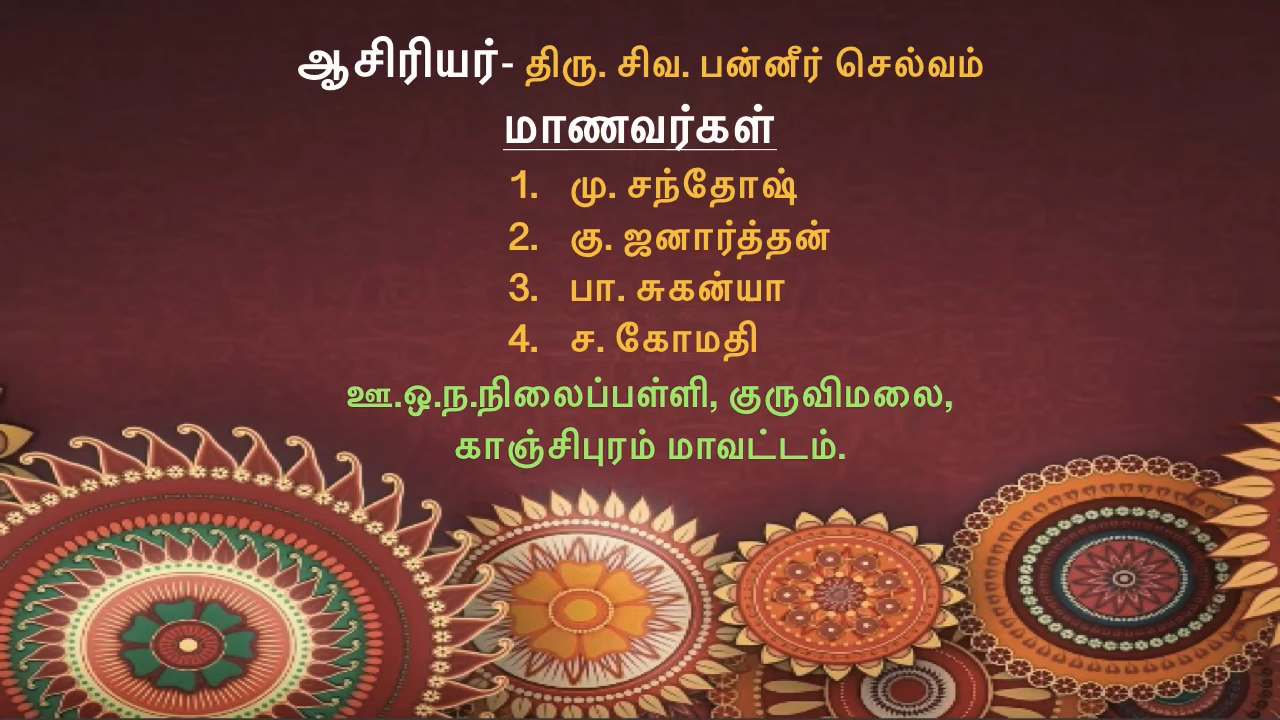 ஆசிரியர்- திரு. சிவ. பன்னீர் செல்வம்
மாணவர்கள்
1. மு. சந்தோஷ்
2. கு. ஜனார்த்தன்
3. பா. சுகன்யா
4. ச. கோமதி
ஊ.ஒ.ந.நிலைப்பள்ளி, குருவிமலை,
காஞ்சிபுரம் மாவட்டம்.